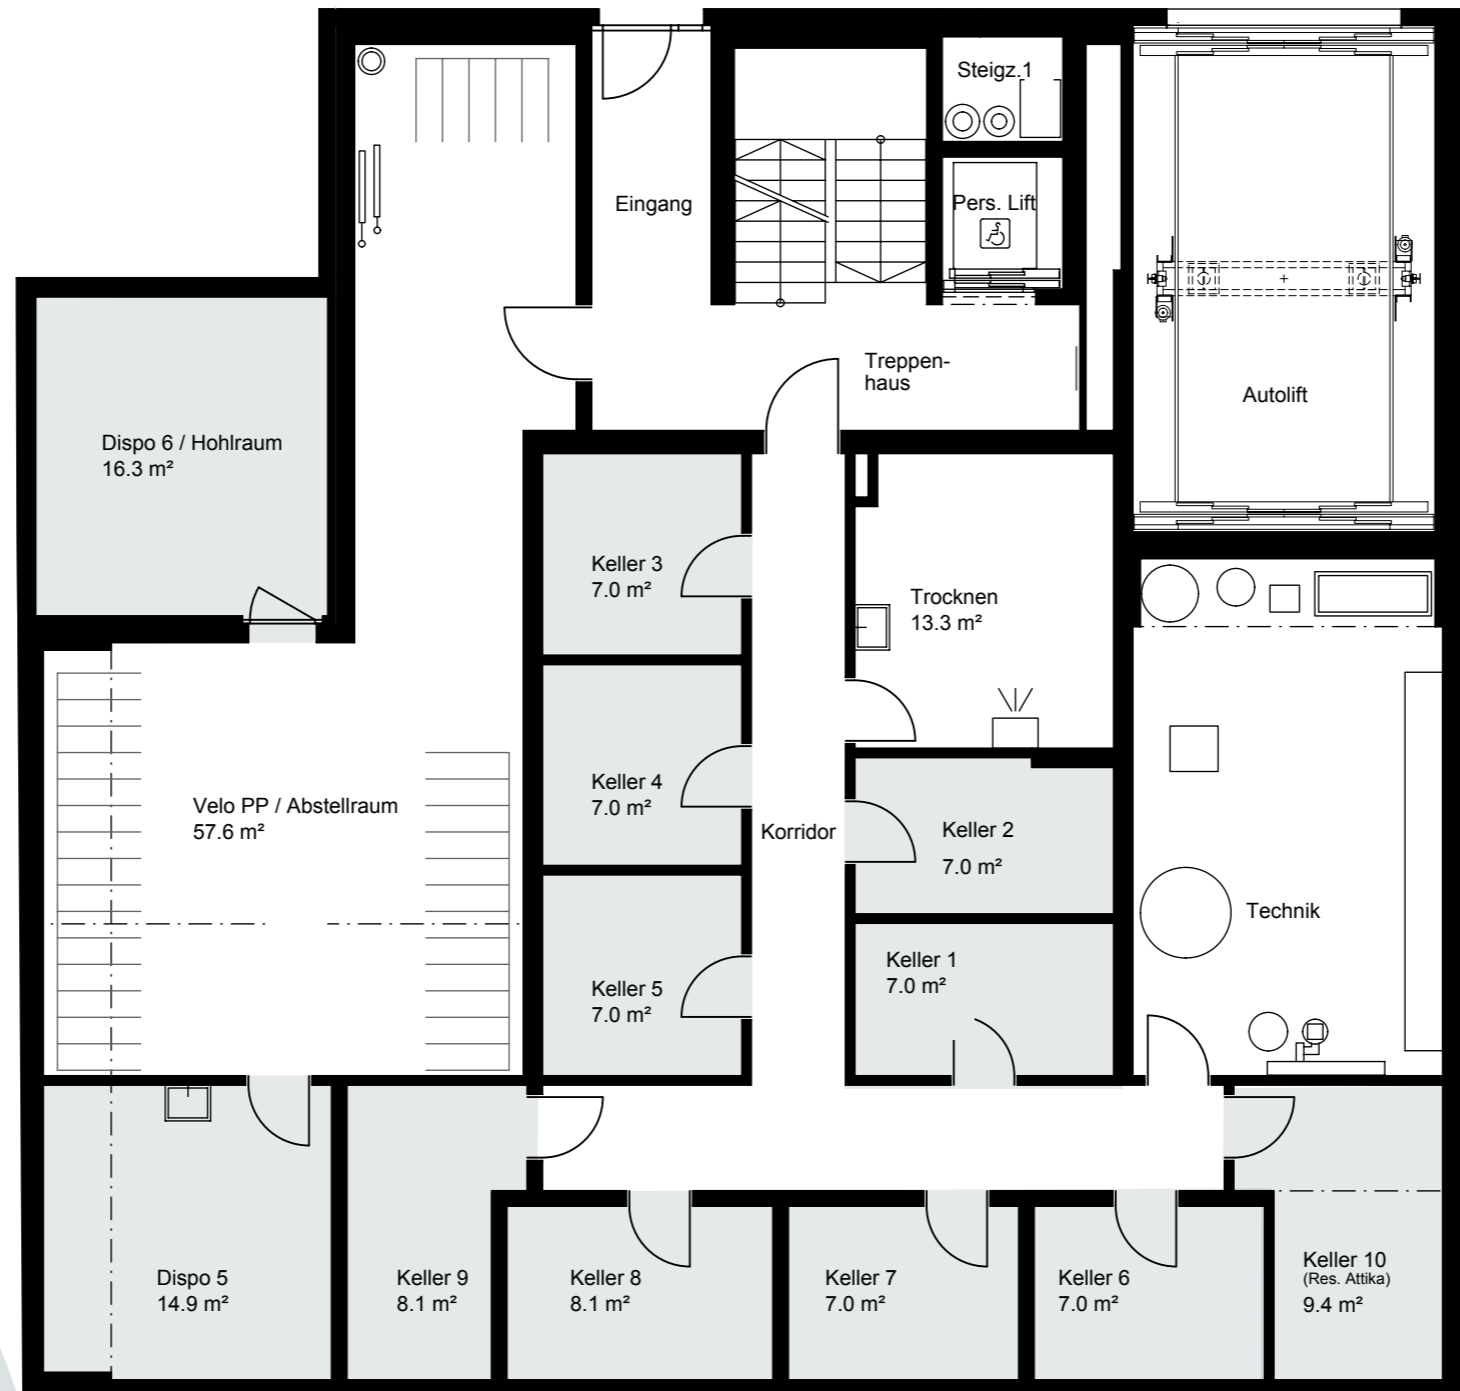 Steigz.1
Eingang
Pers. Lift
Treppen-
haus
Autolift
Dispo 6 / Hohlraum
16.3 m²
Keller 3
7.0 m²
Trocknen
13.3 m²
Keller 4
7.0 m²
Velo PP / Abstellraum
57.6 m²
Korridor
Keller 2
7.0 m²
Technik
Keller 5
7.0 m²
Keller 1
7.0 m²
Dispo 5
14.9 m²
Keller 9
8.1 m²
Keller 8
8.1 m²
Keller 7
7.0 m²
Keller 6
7.0 m²
Keller 10
(Res. Attika)
9.4 m²